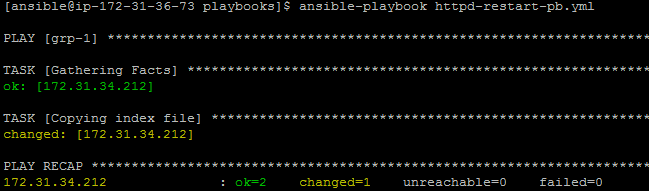 [ansible@ip-172-31-36-73 playbooks]$ ansible-playbook httpd-restart-pb.yml
PLAY [grp-1] ********************************************************************
TASK [Gathering Facts] **********************************************************
ok: [172.31.34.212]
TASK [Copying index file] *******************************************************
changed: [172.31.34.212]
PLAY RECAP **********************************************************************
172.31.34.212 : ok=2 changed=1 unreachable=0 failed=0